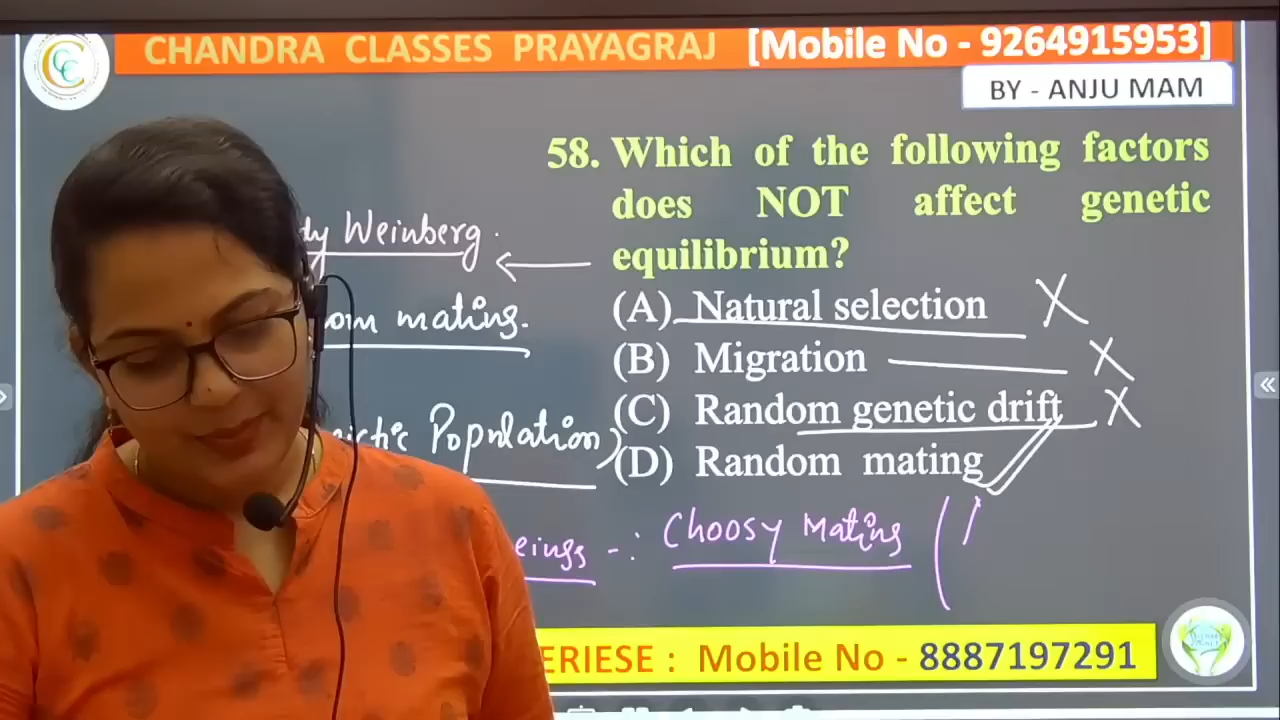 CHANDRA CLASSES PRAYAGRAJ [Mobile No - 9264915953]
BY - ANJU MAM
58. Which of the following factors
does NOT affect genetic
equilibrium?
(A) Natural selection X
(B) Migration X
(C) Random genetic drift X
(D) Random mating
Weinberg.
mating.
Population)
-: Choosy Mating (
ERIESE : Mobile No - 8887197291